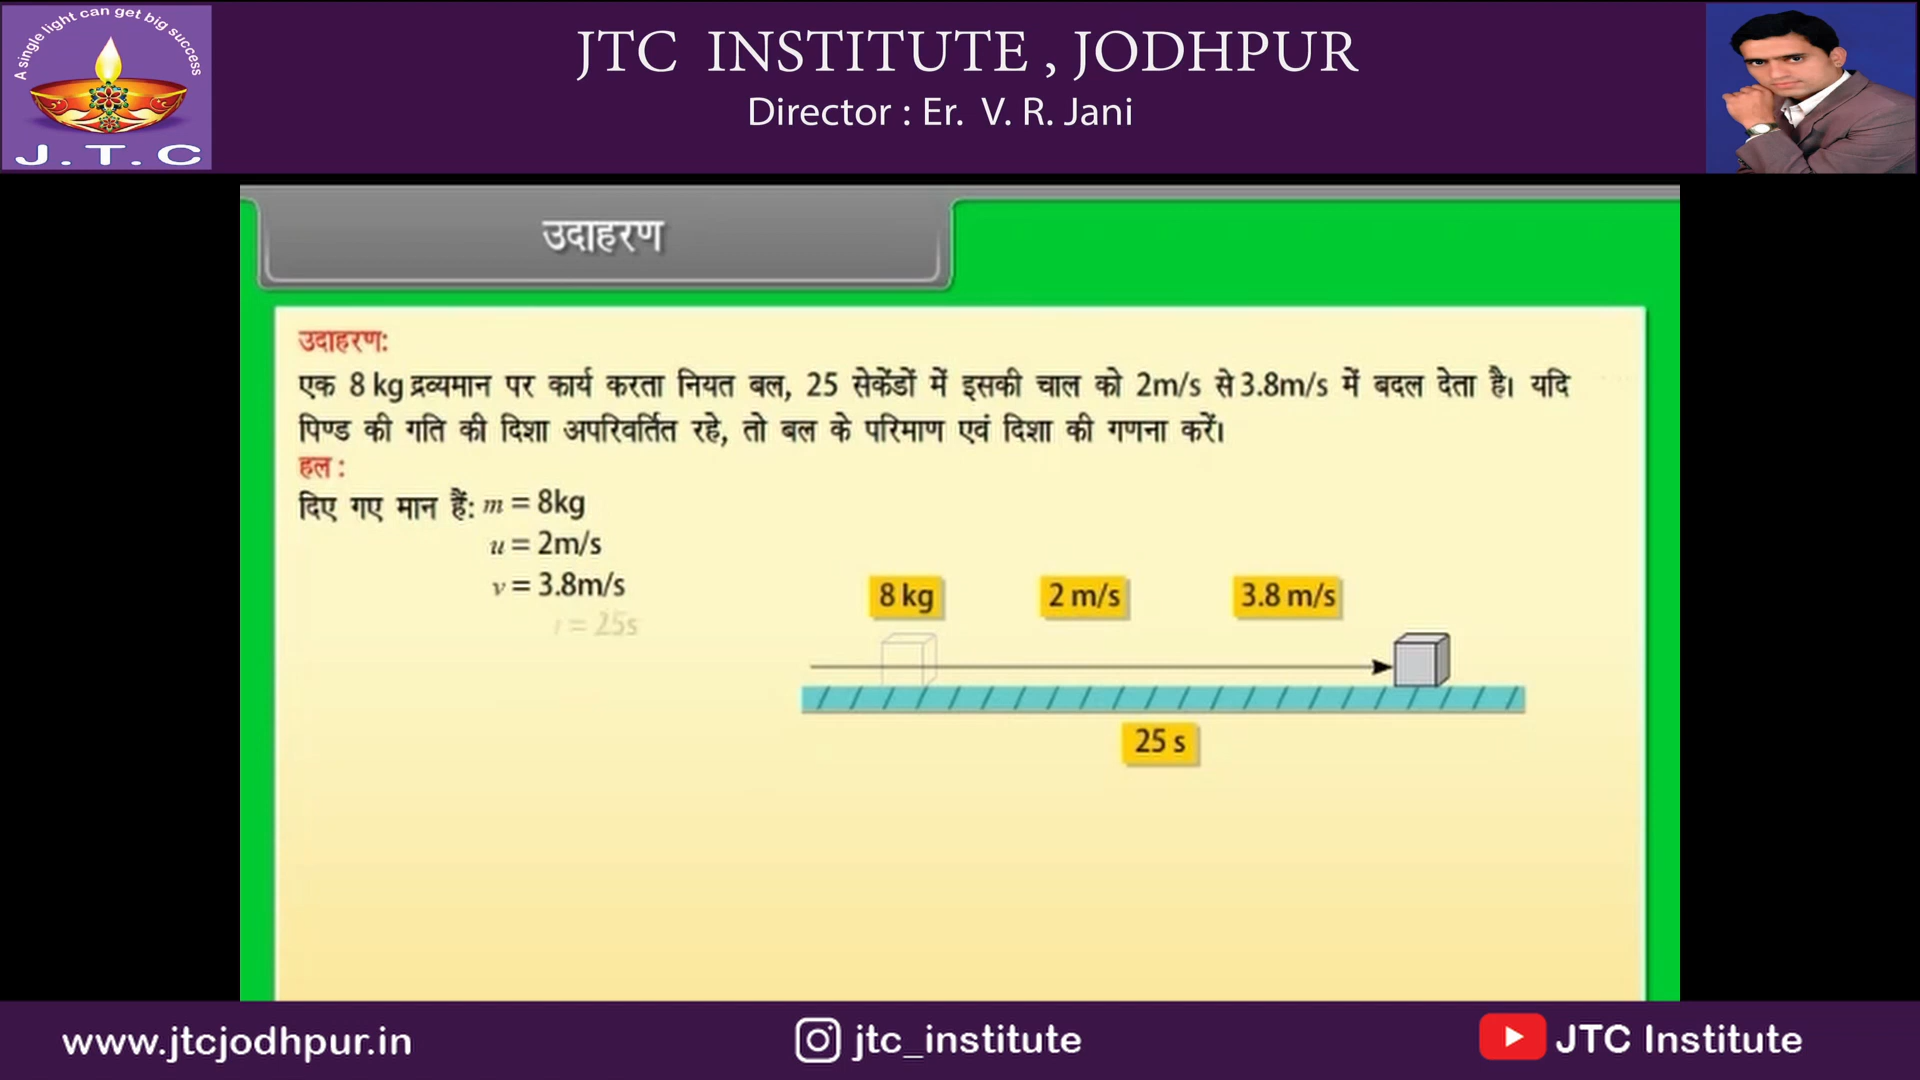 A single light can get big success
J.T.C
JTC INSTITUTE , JODHPUR
Director : Er. V. R. Jani
उदाहरण
उदाहरण:
एक 8 kg द्रव्यमान पर कार्य करता नियत बल, 25 सेकेंडों में इसकी चाल को 2m/s से 3.8m/s में बदल देता है। यदि
पिण्ड की गति की दिशा अपरिवर्तित रहे, तो बल के परिमाण एवं दिशा की गणना करें।
हल :
दिए गए मान हैं: m = 8kg
u = 2m/s
v = 3.8m/s
t = 25s
8 kg
2 m/s
3.8 m/s
25 s
www.jtcjodhpur.in
jtc_institute
JTC Institute